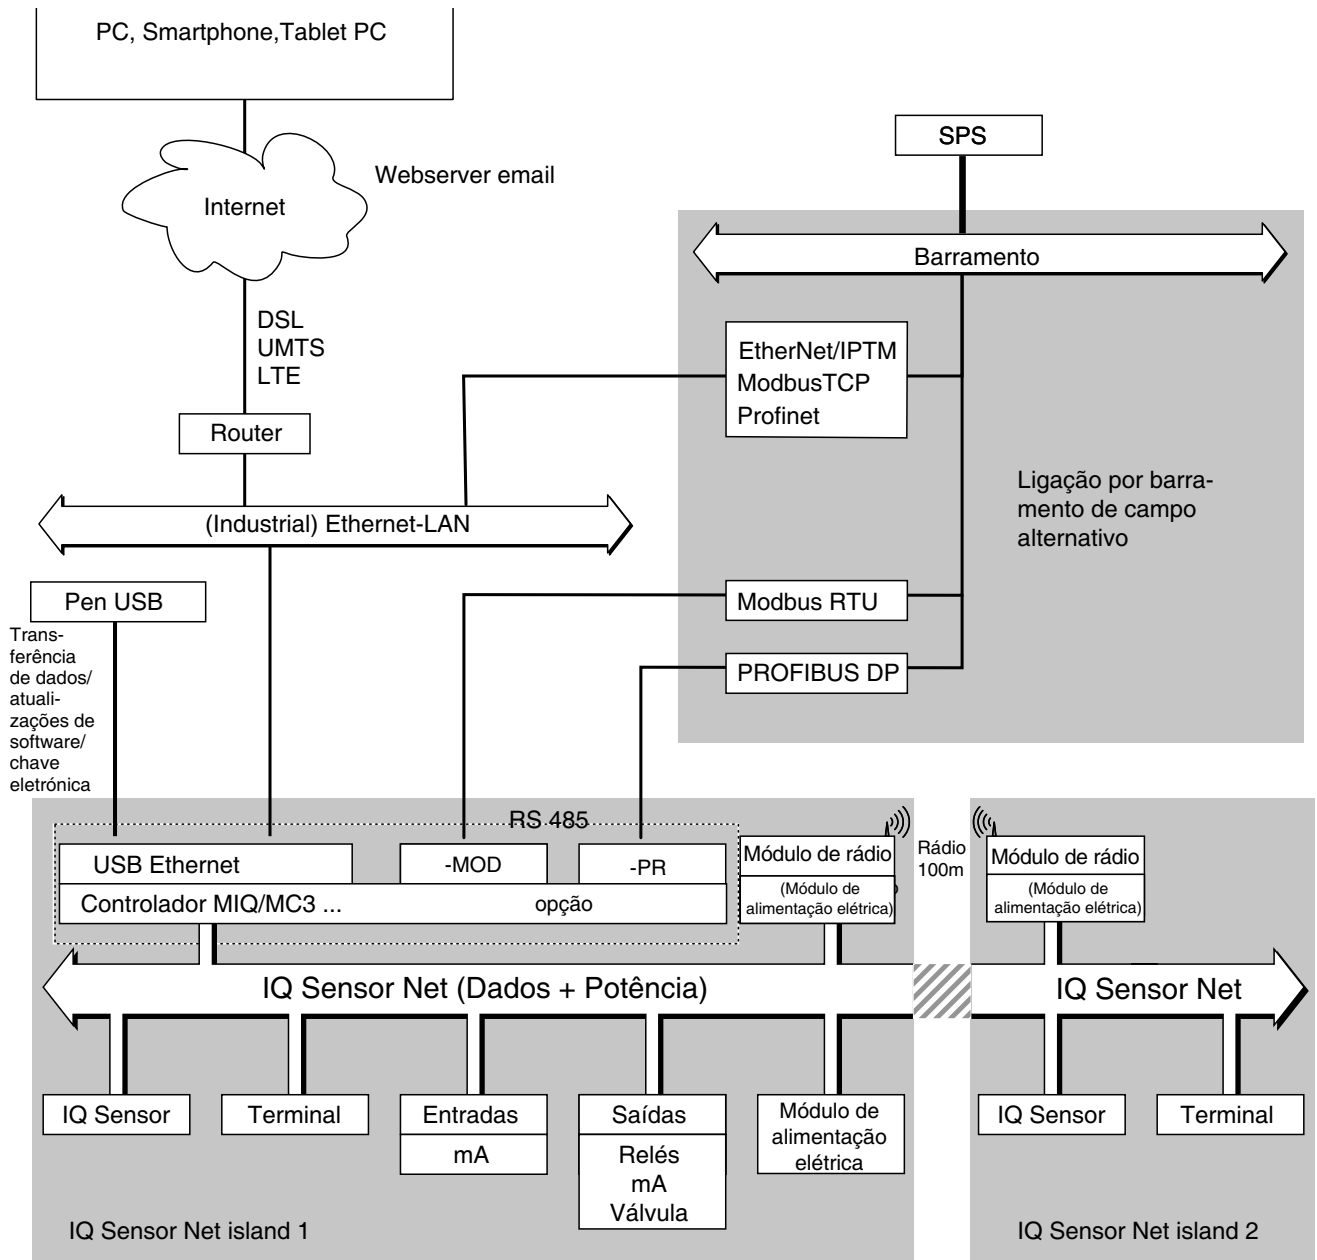 PC, Smartphone,Tablet PC
SPS
Webserver email
Internet
Barramento
DSL
UMTS
LTE
EtherNet/IPTM
ModbusTCP
Profinet
Router
Ligação por barra-
mento de campo
alternativo
(Industrial) Ethernet-LAN
Pen USB
Modbus RTU
Trans-
ferência
de dados/
atuali-
zações de
software/
chave
eletrónica
PROFIBUS DP
RS 485
USB Ethernet
-MOD
-PR
Controlador MIQ/MC3 ...
opção
Módulo de rádio
(Módulo de
alimentação elétrica)
Rádio
100m
Módulo de rádio
(Módulo de
alimentação elétrica)
IQ Sensor Net (Dados + Potência)
IQ Sensor Net
IQ Sensor
Terminal
Entradas
mA
Saídas
Relés
mA
Válvula
Módulo de
alimentação
elétrica
IQ Sensor
Terminal
IQ Sensor Net island 1
IQ Sensor Net island 2